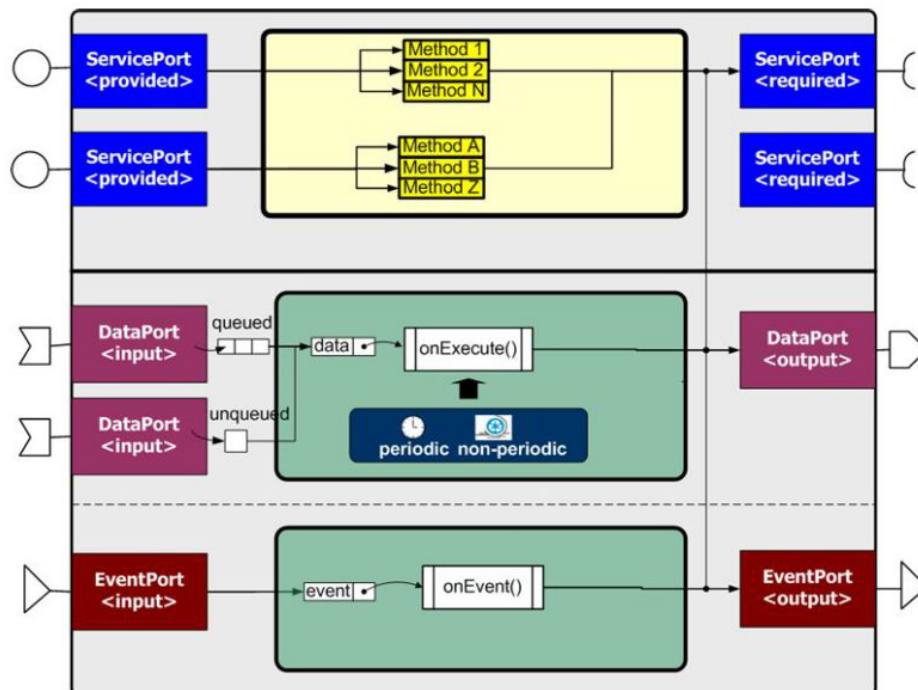 ServicePort
<provided>
Method 1
Method 2
Method N
ServicePort
<required>
ServicePort
<provided>
Method A
Method B
Method Z
ServicePort
<required>
DataPort
<input>
queued
data
onExecute()
DataPort
<output>
DataPort
<input>
unqueued
periodic
non-periodic
EventPort
<input>
event
onEvent()
EventPort
<output>